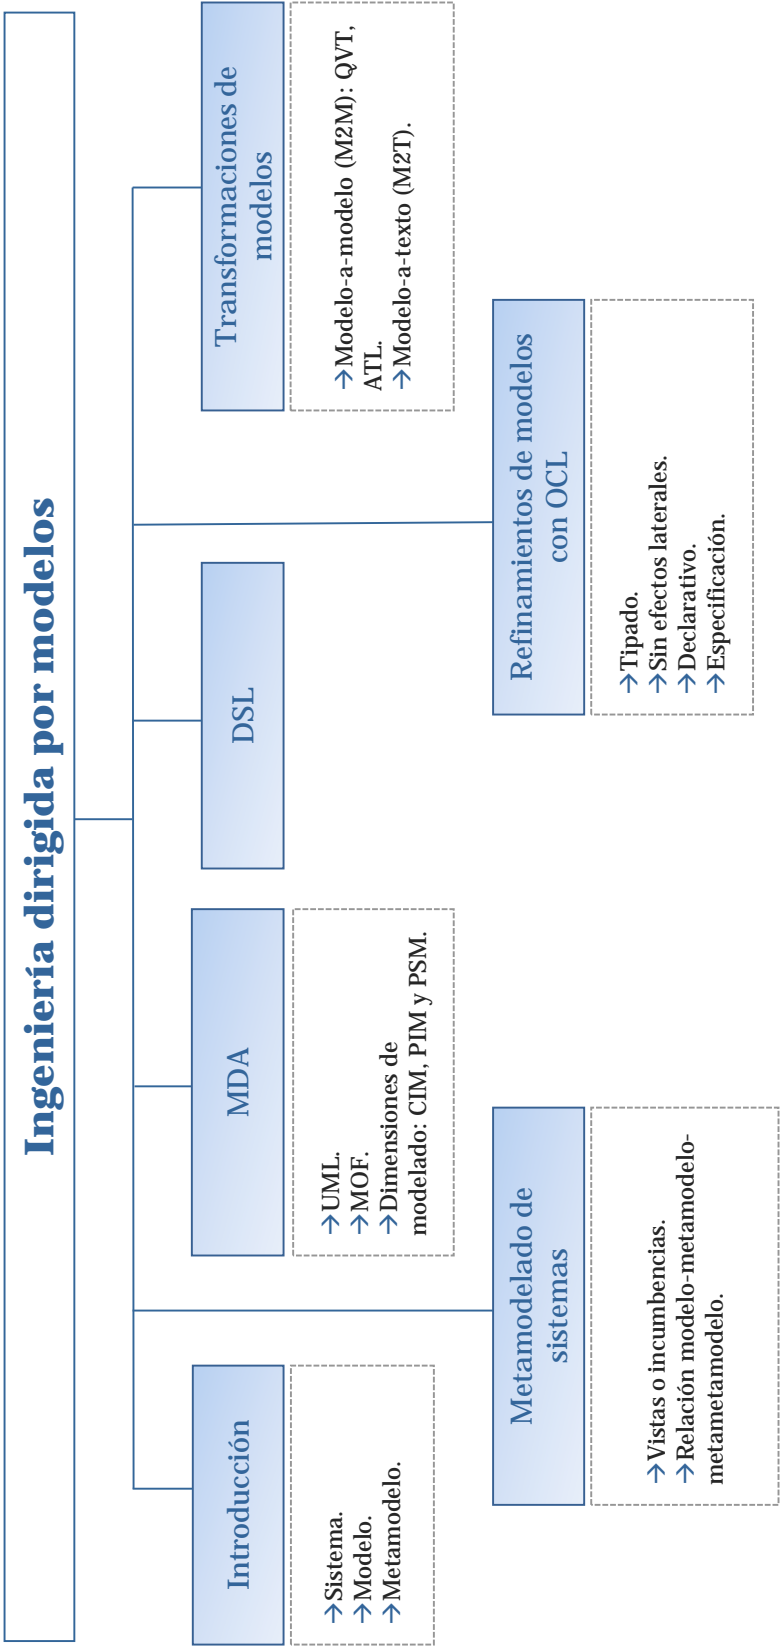 Ingeniería dirigida por modelos
Introducción
→Sistema.
→Modelo.
→Metamodelo.
Metamodelado de
sistemas
→Vistas o incumbencias.
→Relación modelo-metamodelo-
metametamodelo.
MDA
→UML.
→MOF.
→Dimensiones de
modelado: CIM, PIM y PSM.
DSL
Refinamientos de modelos
con OCL
→Tipado.
→Sin efectos laterales.
→Declarativo.
→Especificación.
Transformaciones de
modelos
→Modelo-a-modelo (M2M): QVT,
ATL.
→Modelo-a-texto (M2T).